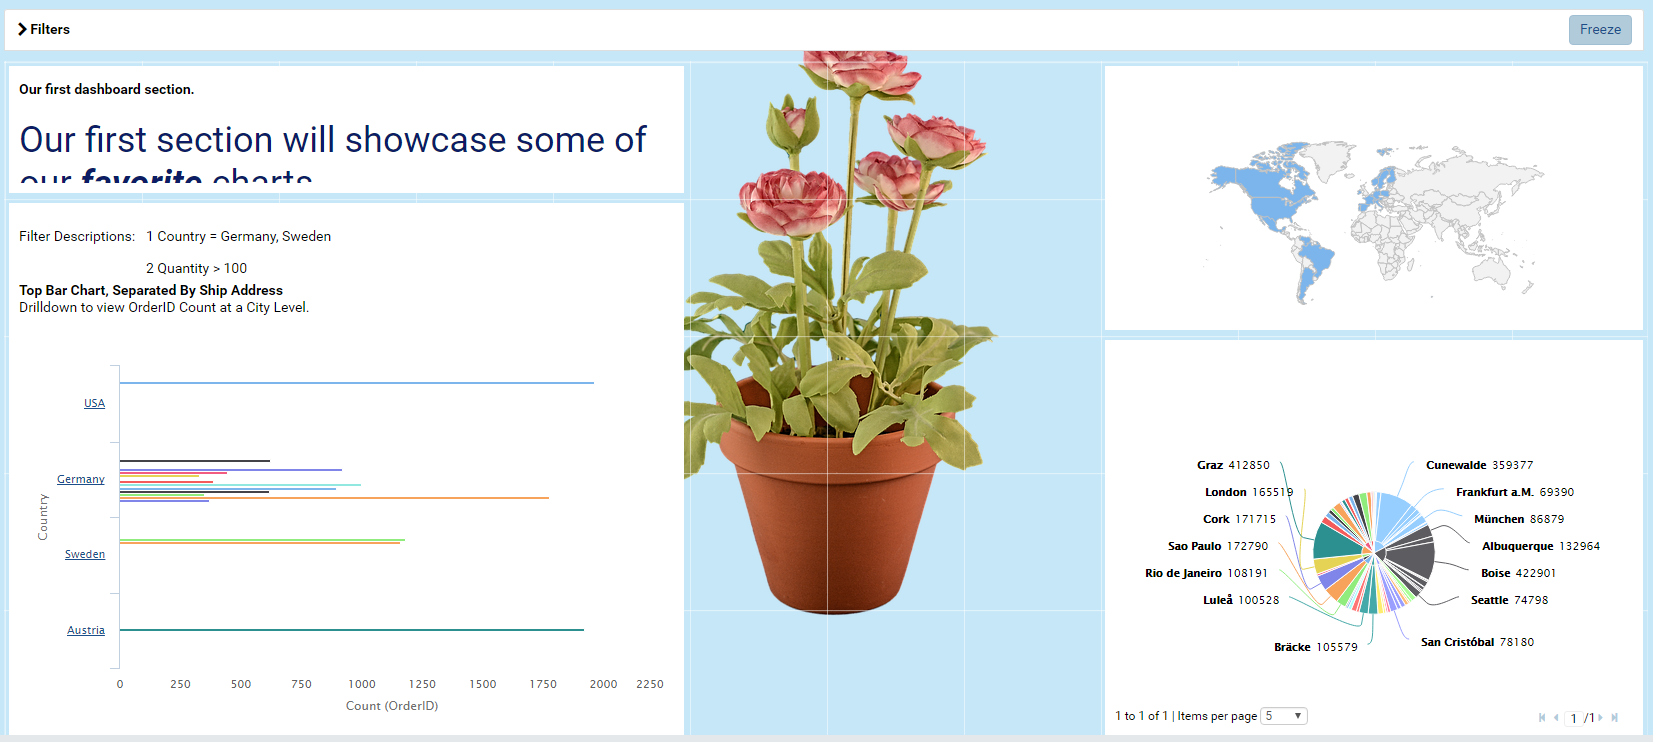 Filters
Freeze
Our first dashboard section.
Our first section will showcase some of
our favorite charts
Filter Descriptions: 1 Country = Germany, Sweden
2 Quantity > 100
Top Bar Chart, Separated By Ship Address
Drilldown to view OrderID Count at a City Level.
Country
USA
Germany
Sweden
Austria
0 250 500 750 1000 1250 1500 1750 2000 2250
Count (OrderID)
Graz 412850
London 165519
Cork 171715
Sao Paulo 172790
Rio de Janeiro 108191
Luleå 100528
Bräcke 105579
Cunewalde 359377
Frankfurt a.M. 69390
München 86879
Albuquerque 132964
Boise 422901
Seattle 74798
San Cristóbal 78180
1 to 1 of 1 | Items per page 5
1 /1